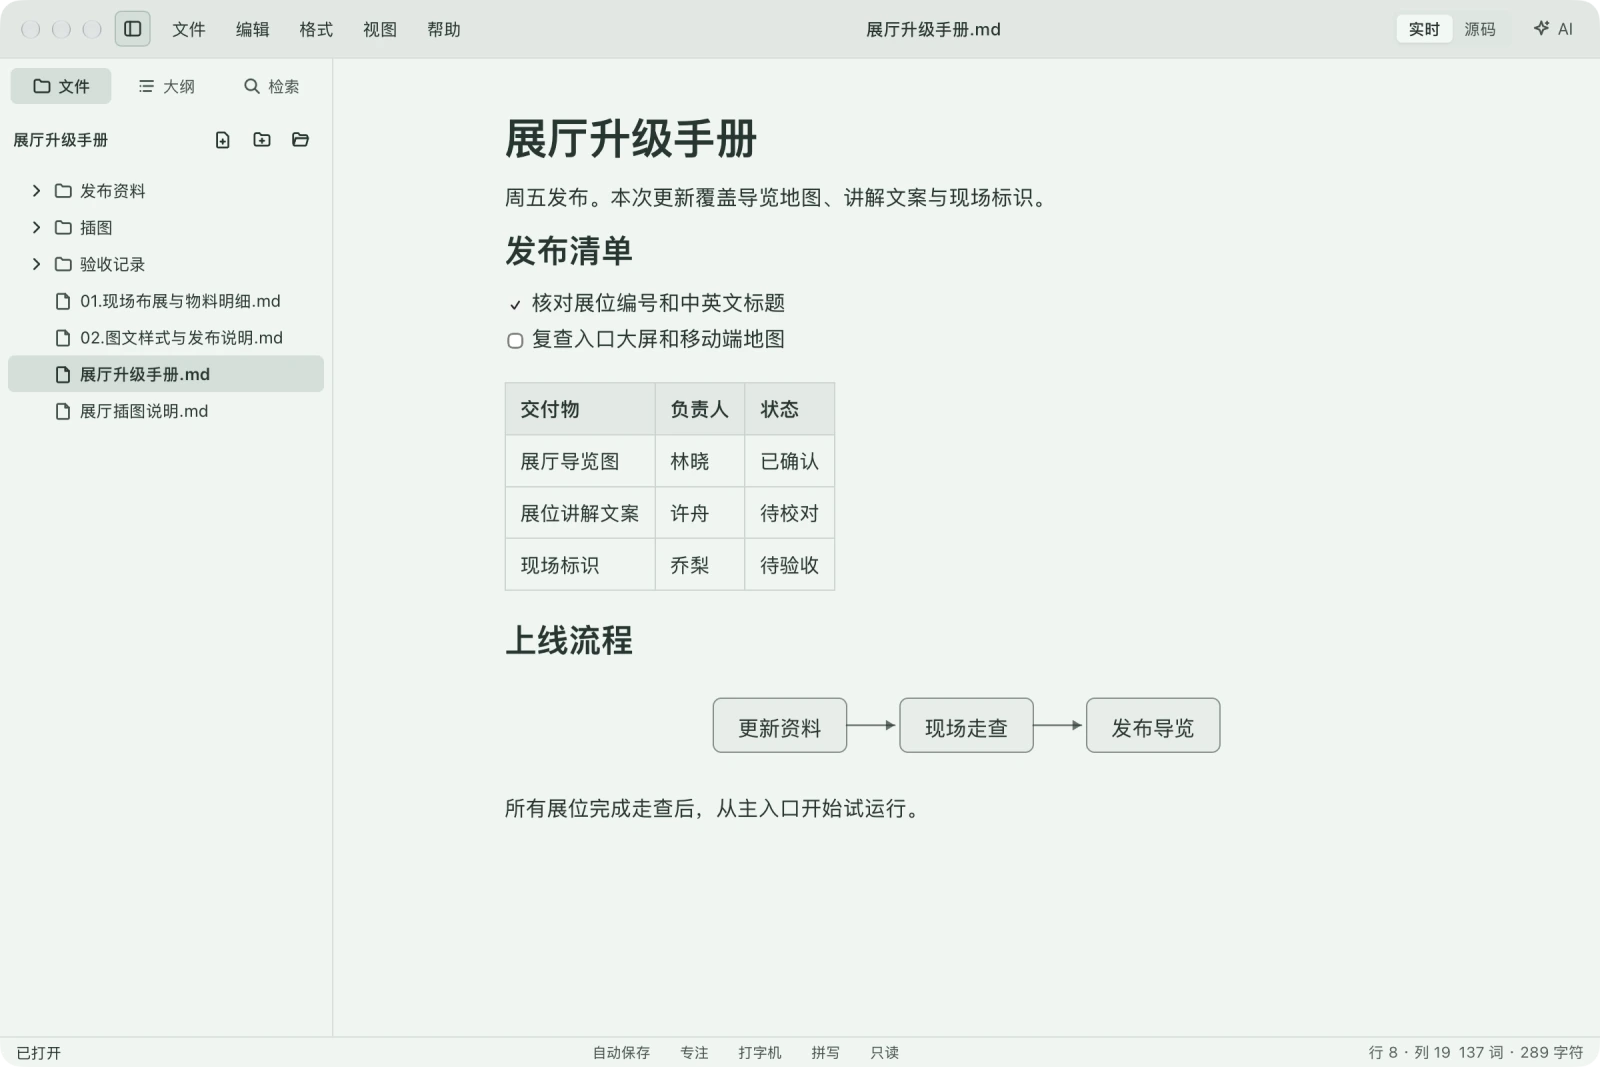 文件 编辑 格式 视图 帮助 展厅升级手册.md 实时 源码 AI
文件 大纲 检索
展厅升级手册
发布资料
插图
验收记录
01.现场布展与物料明细.md
02.图文样式与发布说明.md
展厅升级手册.md
展厅插图说明.md
展厅升级手册
周五发布。本次更新覆盖导览地图、讲解文案与现场标识。
发布清单
核对展位编号和中英文标题
复查入口大屏和移动端地图
交付物 负责人 状态
展厅导览图 林晓 已确认
展位讲解文案 许舟 待校对
现场标识 乔梨 待验收
上线流程
更新资料 现场走查 发布导览
所有展位完成走查后，从主入口开始试运行。
已打开 自动保存 专注 打字机 拼写 只读 行 8 · 列 19 137 词 · 289 字符